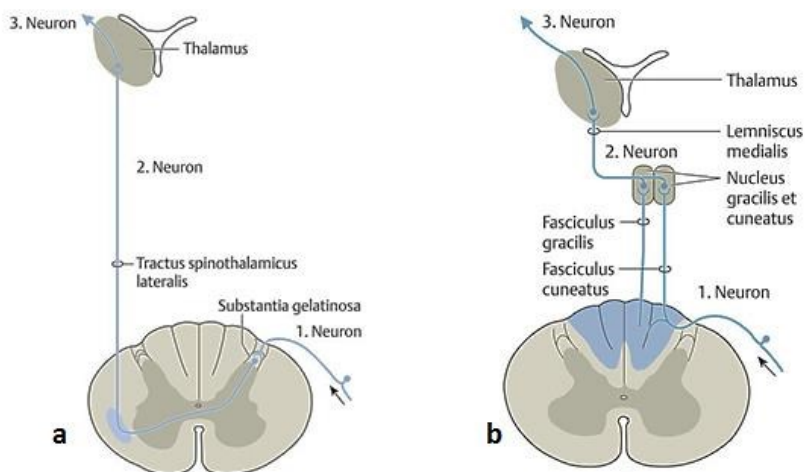 3. Neuron
Thalamus
2. Neuron
Tractus spinothalamicus
lateralis
Substantia gelatinosa
1. Neuron
a
3. Neuron
Thalamus
Lemniscus
medialis
2. Neuron
Nucleus
gracilis et
cuneatus
Fasciculus
gracilis
Fasciculus
cuneatus
1. Neuron
b